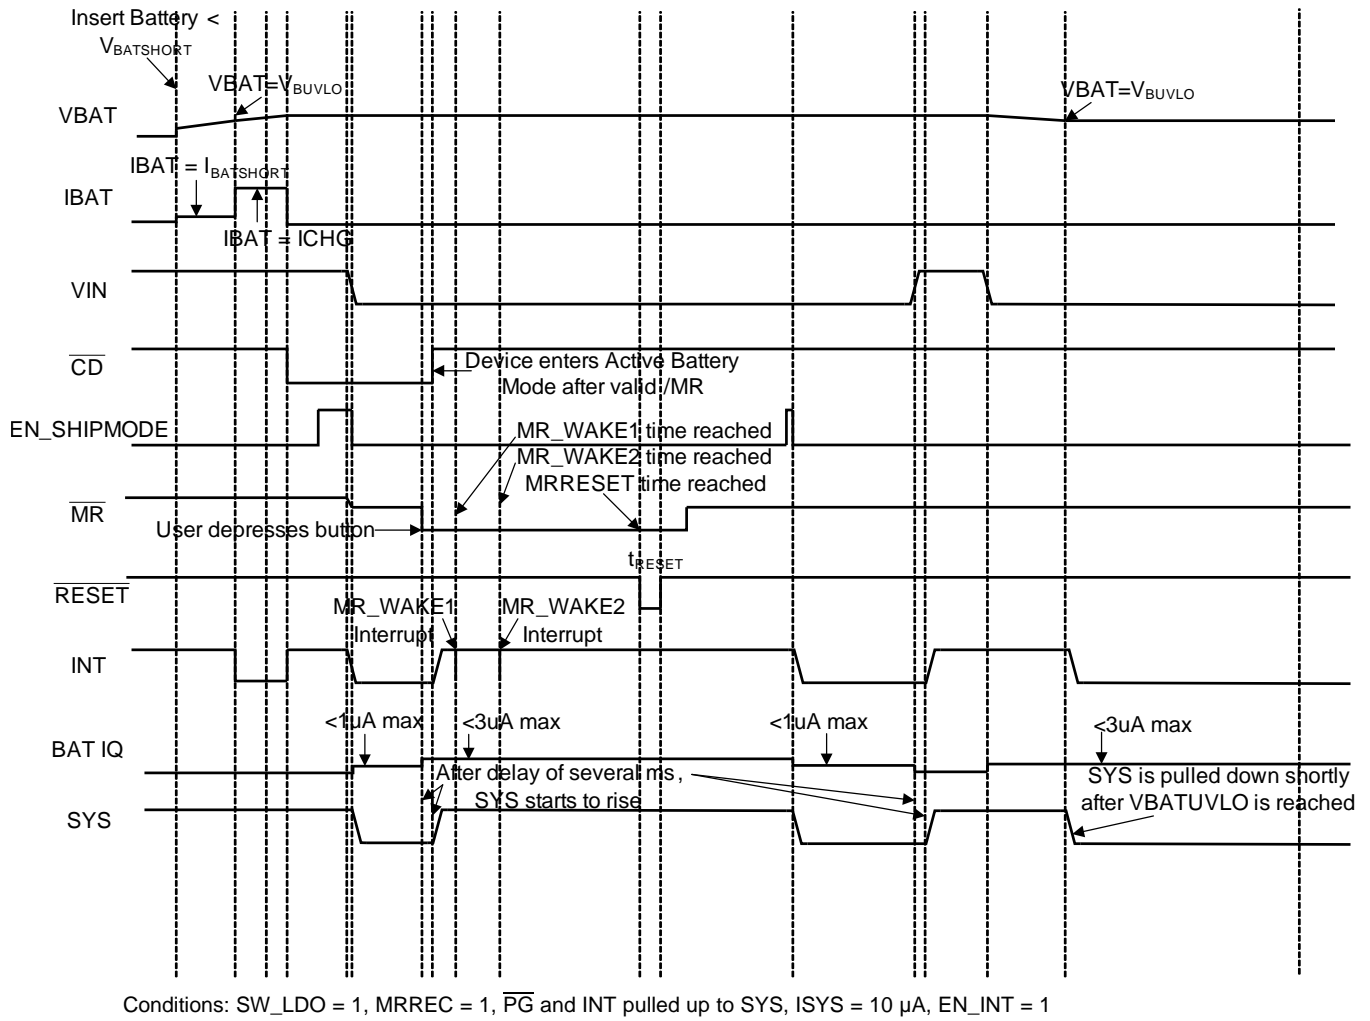 Insert Battery <
VBATSHORT
VBAT=VBUVLO
VBAT=VBUVLO
VBAT
IBAT = IBATSHORT
IBAT
IBAT = ICHG
VIN
CD
Device enters Active Battery
Mode after valid /MR
EN_SHIPMODE
MR_WAKE1 time reached
MR_WAKE2 time reached
MRRESET time reached
MR
User depresses button
tRESET
RESET
MR_WAKE1
Interrupt
MR_WAKE2
Interrupt
INT
<1uA max
<3uA max
<1uA max
<3uA max
BAT IQ
After delay of several ms,
SYS starts to rise
SYS is pulled down shortly
after VBATUVLO is reached
SYS
Conditions: SW_LDO = 1, MRREC = 1, PG and INT pulled up to SYS, ISYS = 10 µA, EN_INT = 1